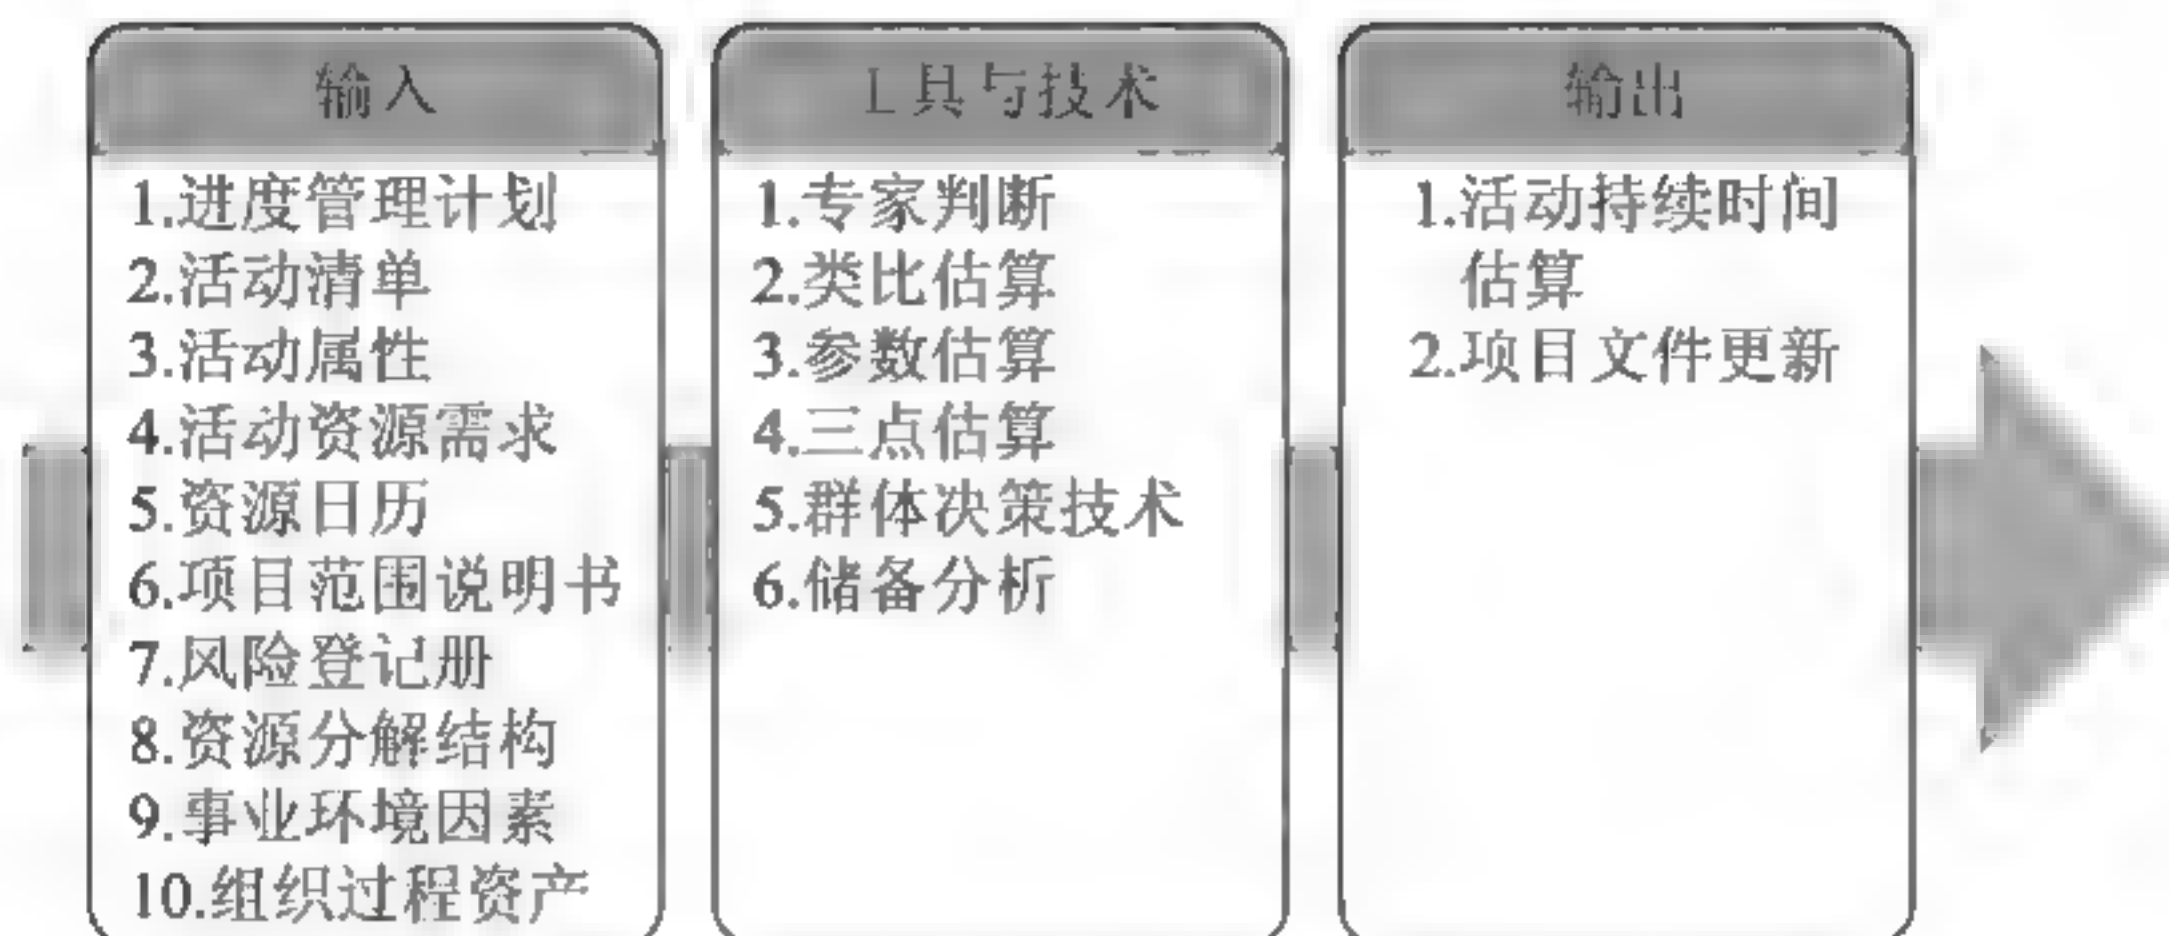 输入
1.进度管理计划
2.活动清单
3.活动属性
4.活动资源需求
5.资源日历
6.项目范围说明书
7.风险登记册
8.资源分解结构
9.事业环境因素
10.组织过程资产
工具与技术
1.专家判断
2.类比估算
3.参数估算
4.三点估算
5.群体决策技术
6.储备分析
输出
1.活动持续时间
估算
2.项目文件更新